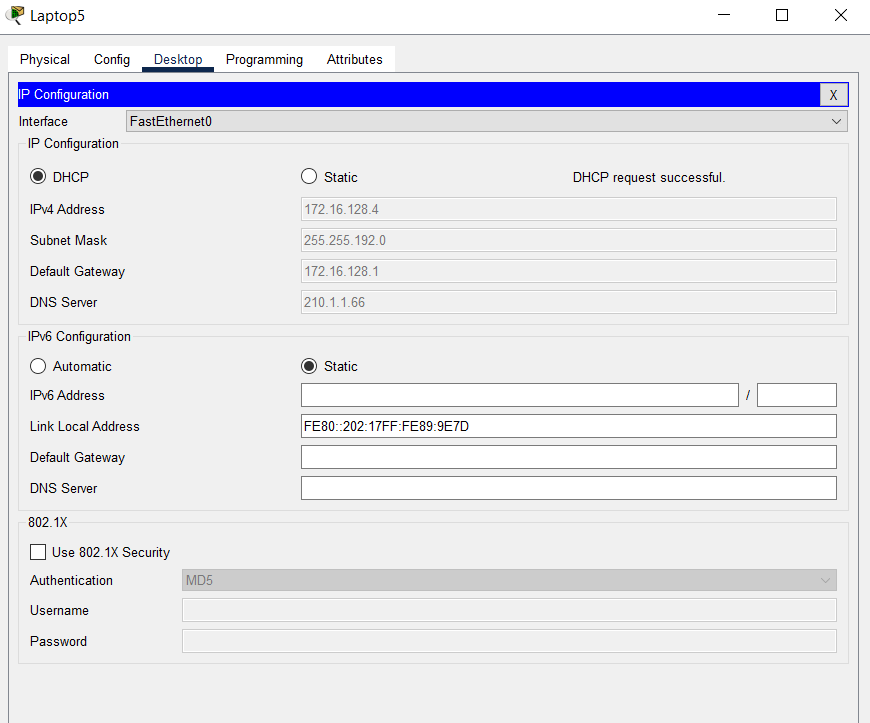 Laptop5
Physical Config Desktop Programming Attributes
IP Configuration X
Interface FastEthernet0
IP Configuration
DHCP Static DHCP request successful.
IPv4 Address 172.16.128.4
Subnet Mask 255.255.192.0
Default Gateway 172.16.128.1
DNS Server 210.1.1.66
IPv6 Configuration
Automatic Static
IPv6 Address /
Link Local Address FE80::202:17FF:FE89:9E7D
Default Gateway
DNS Server
802.1X
Use 802.1X Security
Authentication MD5
Username
Password